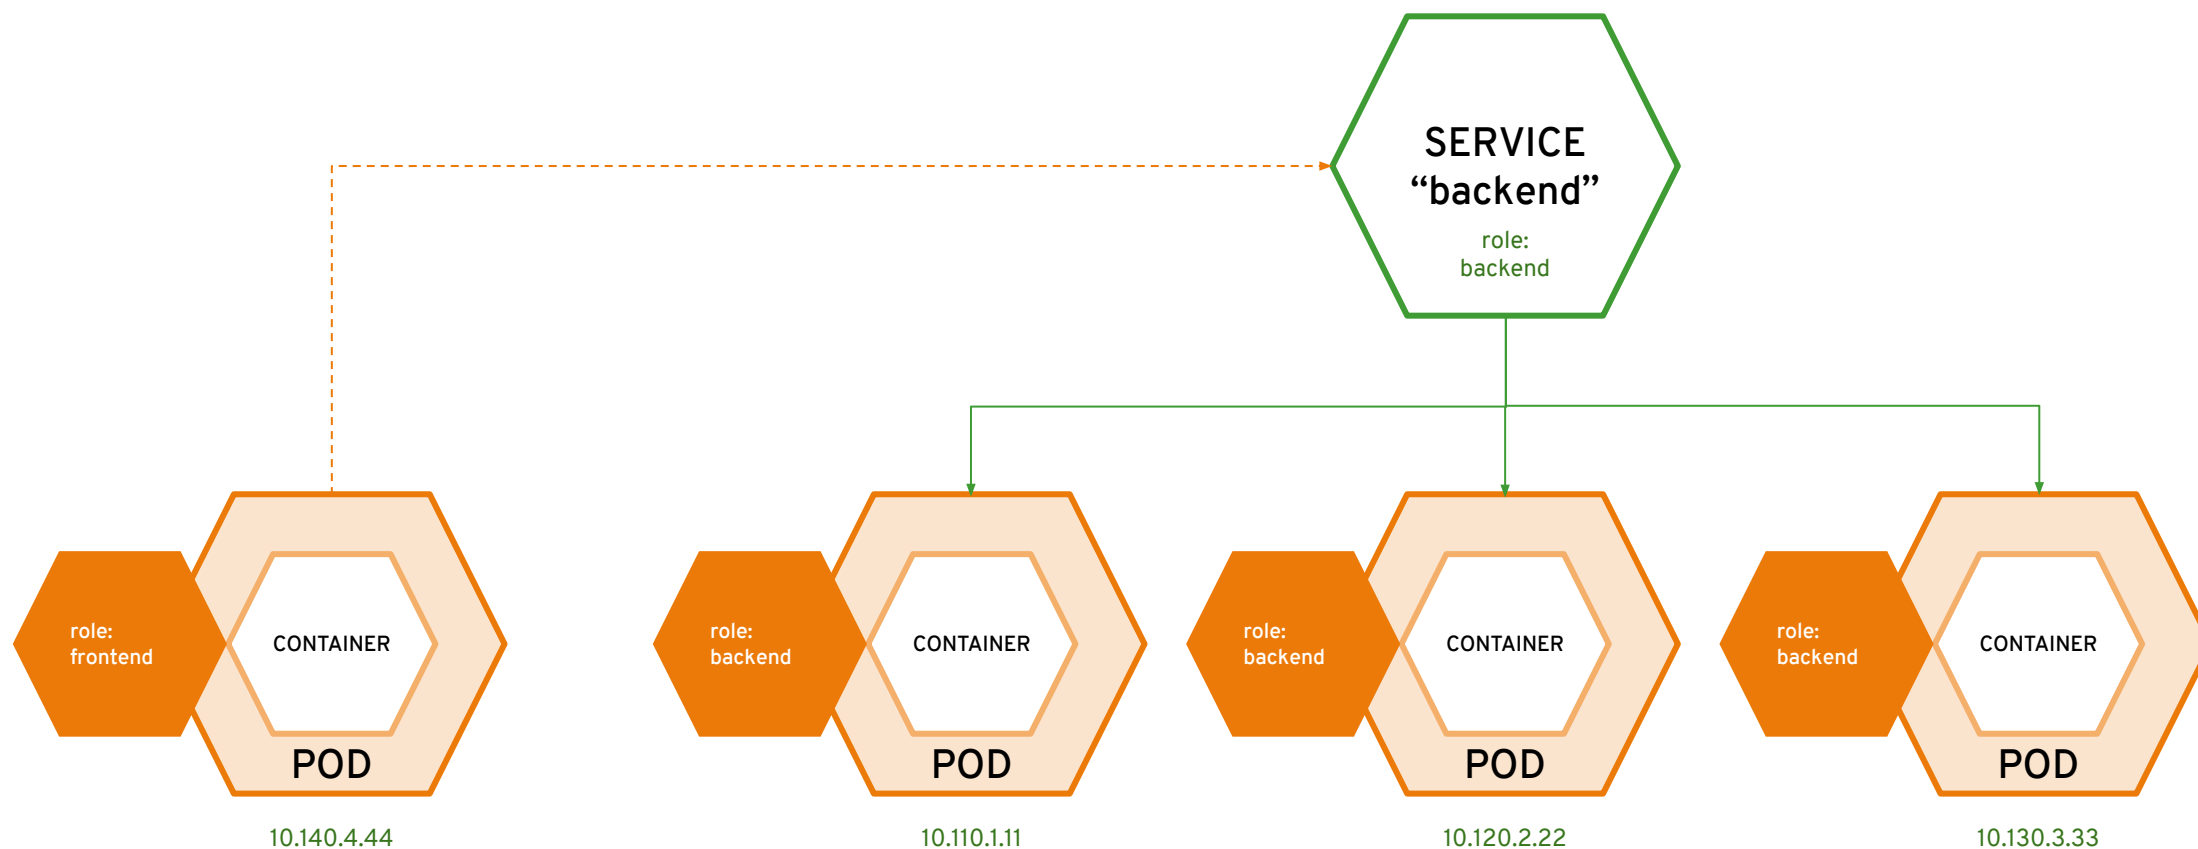 SERVICE
“backend”
role:
backend
role:
frontend
CONTAINER
POD
10.140.4.44
role:
backend
CONTAINER
POD
10.110.1.11
role:
backend
CONTAINER
POD
10.120.2.22
role:
backend
CONTAINER
POD
10.130.3.33